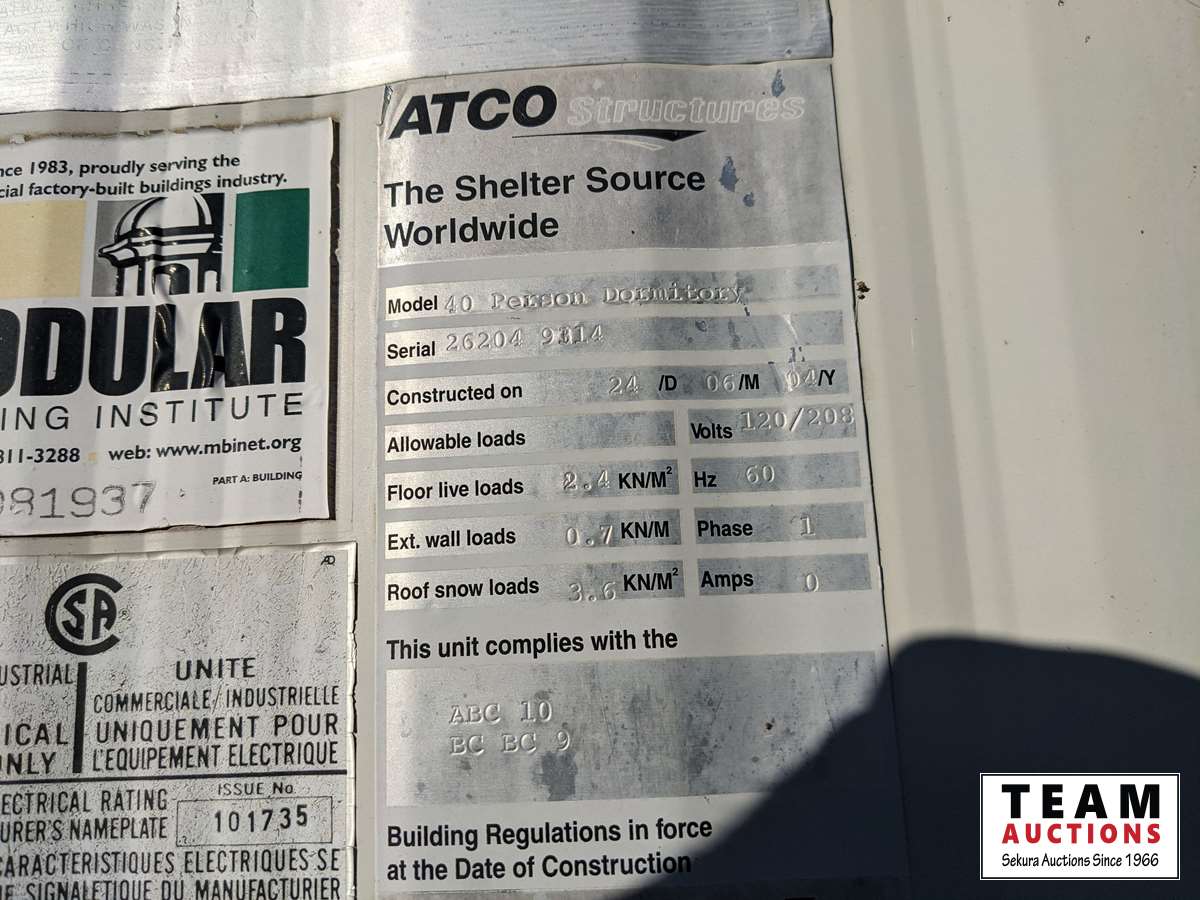 ATCO Structures
The Shelter Source
Worldwide
Model 40 Person Dormitory
Serial 26204 9314
Constructed on 24 /D 06/M 04/Y
Allowable loads Volts 120/208
Floor live loads 2.4 KN/M² Hz 60
Ext. wall loads 0.7 KN/M Phase 1
Roof snow loads 3.6 KN/M² Amps 0
This unit complies with the
ABC 10
BC BC 9
Building Regulations in force
at the Date of Construction
nce 1983, proudly serving the
cial factory-built buildings industry.
ODULAR
ING INSTITUTE
811-3288 web: www.mbinet.org
PART A: BUILDING
081937
CSA
USTRIAL UNITE
COMMERCIALE/INDUSTRIELLE
ICAL UNIQUEMENT POUR
NLY L'EQUIPEMENT ELECTRIQUE
ECTRICAL RATING ISSUE No.
URER'S NAMEPLATE 101735
CARACTERISTIQUES ELECTRIQUES SE
E SIGNALETIQUE DU MANUFACTURIER
TEAM
AUCTIONS
Sekura Auctions Since 1966